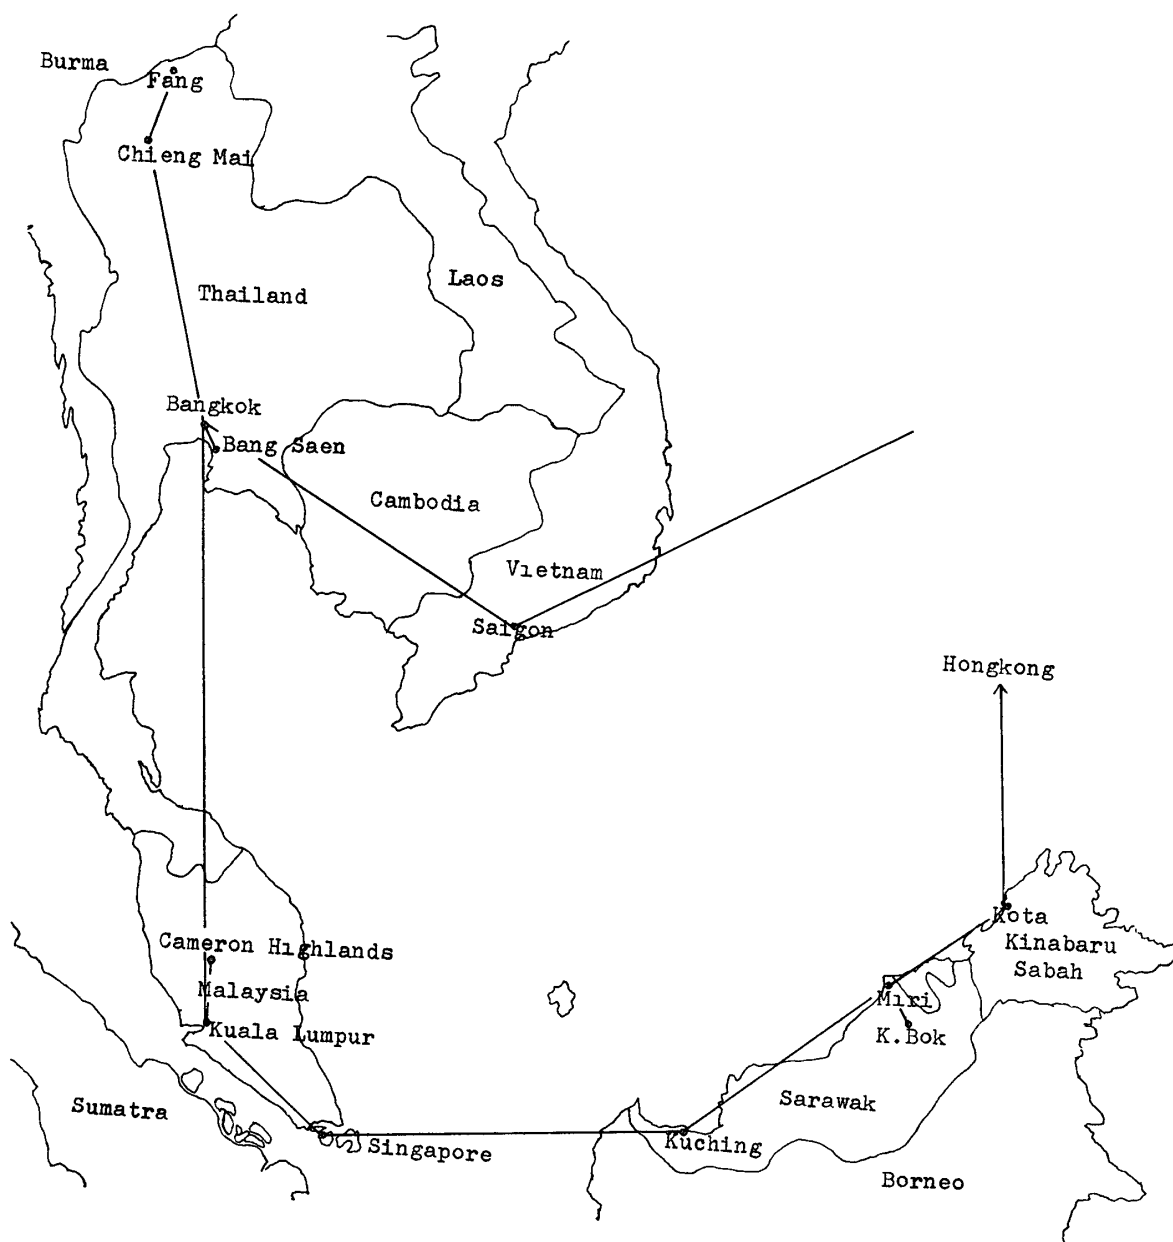 Burma
Fang
Chieng Mai
Laos
Thailand
Bangkok
Bang Saen
Cambodia
Vietnam
Saigon
Hongkong
Kota
Kinabaru
Sabah
Cameron Highlands
Malaysia
Miri
Kuala Lumpur
K.Bok
Sumatra
Sarawak
Singapore
Kuching
Borneo